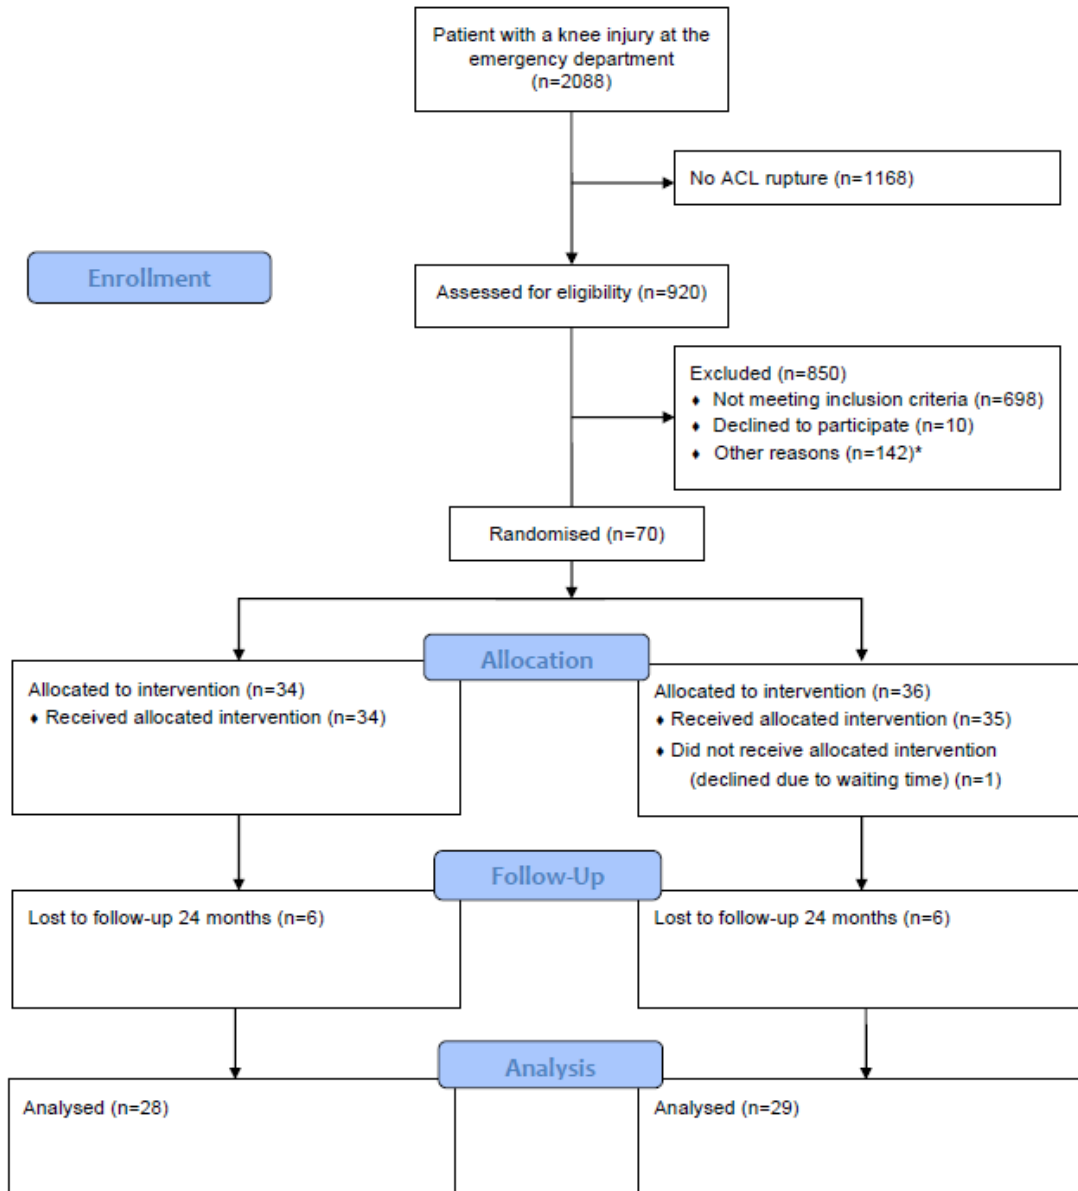 Patient with a knee injury at the
emergency department
(n=2088)
No ACL rupture (n=1168)
Enrollment
Assessed for eligibility (n=920)
Excluded (n=850)
♦ Not meeting inclusion criteria (n=698)
♦ Declined to participate (n=10)
♦ Other reasons (n=142)*
Randomised (n=70)
Allocation
Allocated to intervention (n=34)
♦ Received allocated intervention (n=34)
Allocated to intervention (n=36)
♦ Received allocated intervention (n=35)
♦ Did not receive allocated intervention
(declined due to waiting time) (n=1)
Follow-Up
Lost to follow-up 24 months (n=6)
Lost to follow-up 24 months (n=6)
Analysis
Analysed (n=28)
Analysed (n=29)